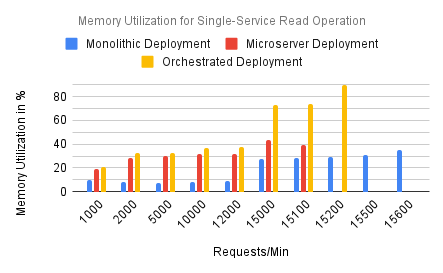 Memory Utilization for Single-Service Read Operation
Monolithic Deployment
Microserver Deployment
Orchestrated Deployment
Memory Utilization in %
80
60
40
20
0
1000
2000
5000
10000
12000
15000
15100
15200
15500
15600
Requests/Min